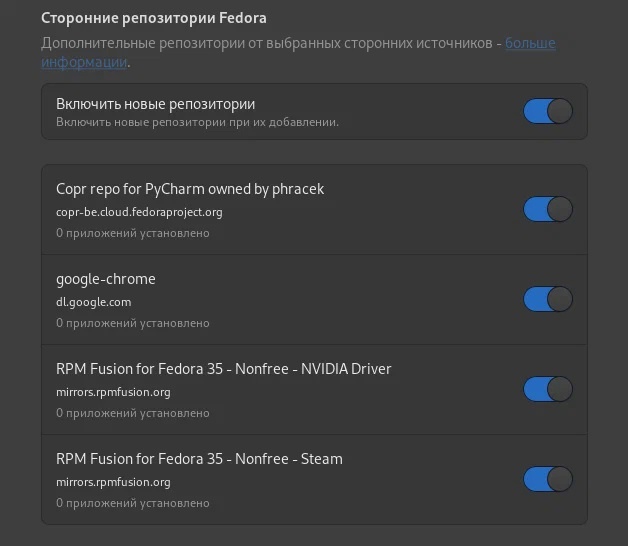 Сторонние репозитории Fedora
Дополнительные репозитории от выбранных сторонних источников - больше
информации.
Включить новые репозитории
Включить новые репозитории при их добавлении.
Copr repo for PyCharm owned by phracek
copr-be.cloud.fedoraproject.org
0 приложений установлено
google-chrome
dl.google.com
0 приложений установлено
RPM Fusion for Fedora 35 - Nonfree - NVIDIA Driver
mirrors.rpmfusion.org
0 приложений установлено
RPM Fusion for Fedora 35 - Nonfree - Steam
mirrors.rpmfusion.org
0 приложений установлено